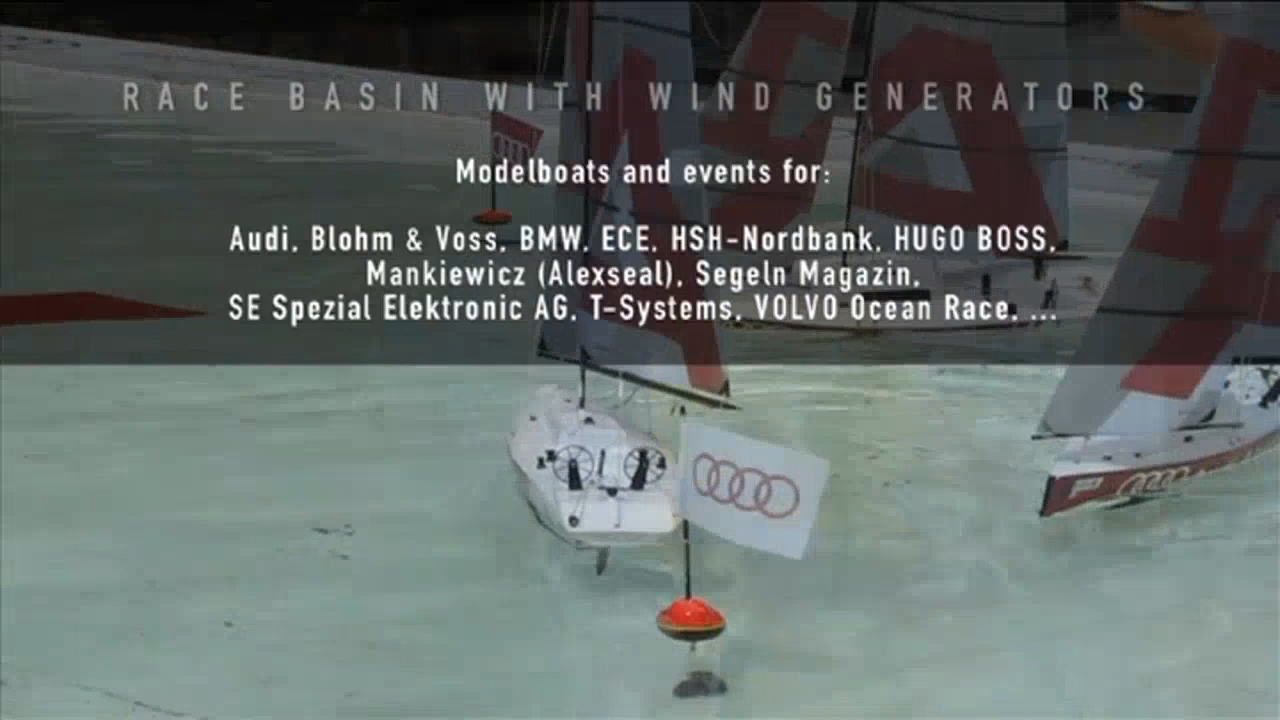 RACE BASIN WITH WIND GENERATORS
Modelboats and events for:
Audi, Blohm & Voss, BMW, ECE, HSH-Nordbank, HUGO BOSS,
Mankiewicz (Alexseal), Segeln Magazin,
SE Spezial Elektronic AG, T-Systems, VOLVO Ocean Race, ...